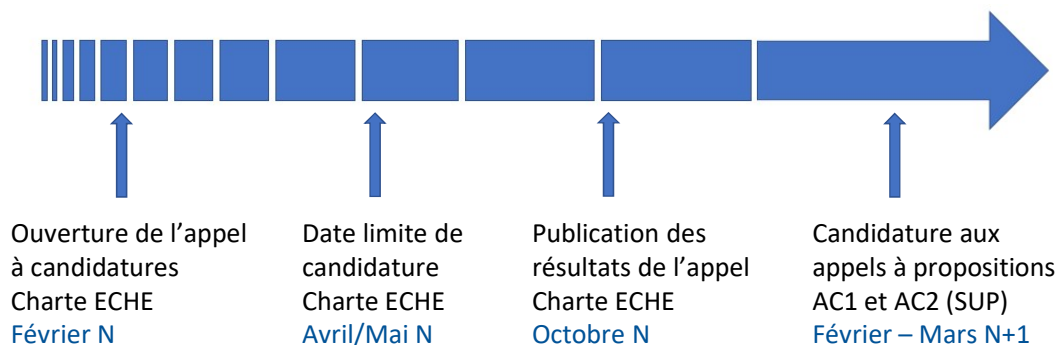 Ouverture de l’appel
à candidatures
Charte ECHE
Février N
Date limite de
candidature
Charte ECHE
Avril/Mai N
Publication des
résultats de l’appel
Charte ECHE
Octobre N
Candidature aux
appels à propositions
AC1 et AC2 (SUP)
Février – Mars N+1